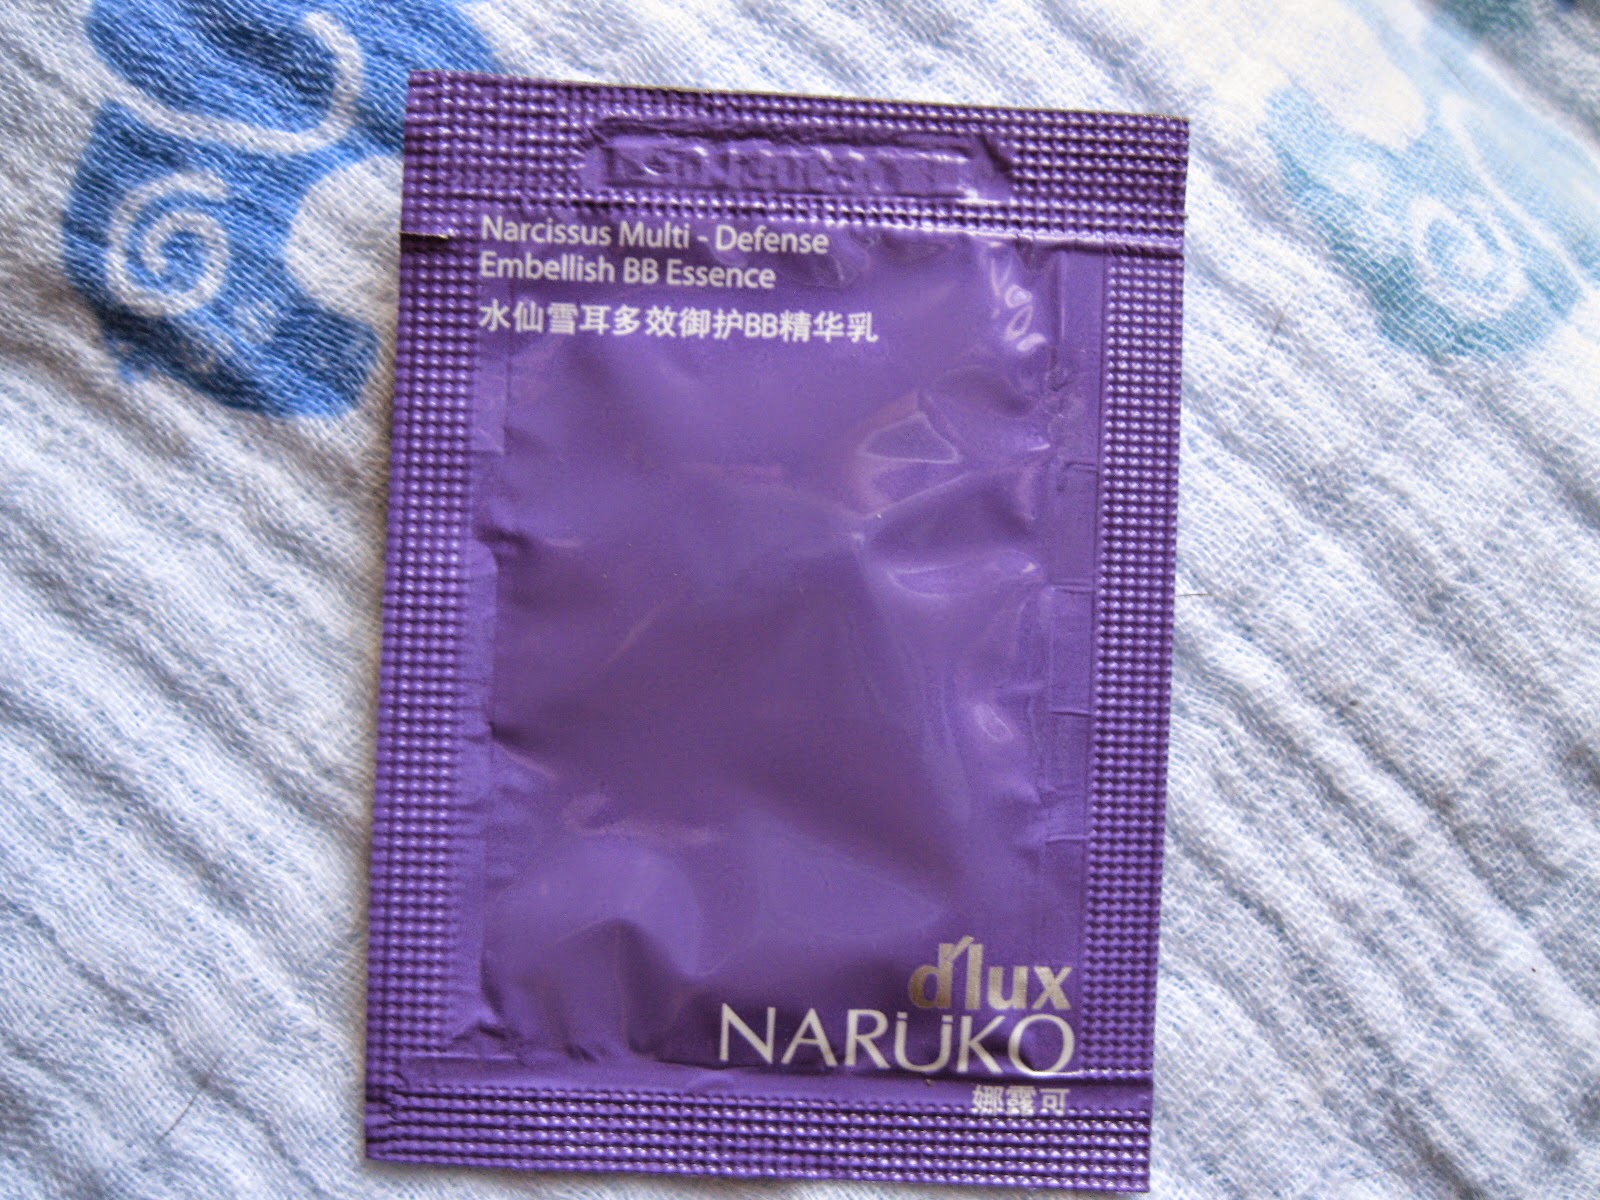 Narcissus Multi - Defense
Embellish BB Essence
水仙雪耳多效御护BB精华乳
d'lux
NARÜKO
娜露可